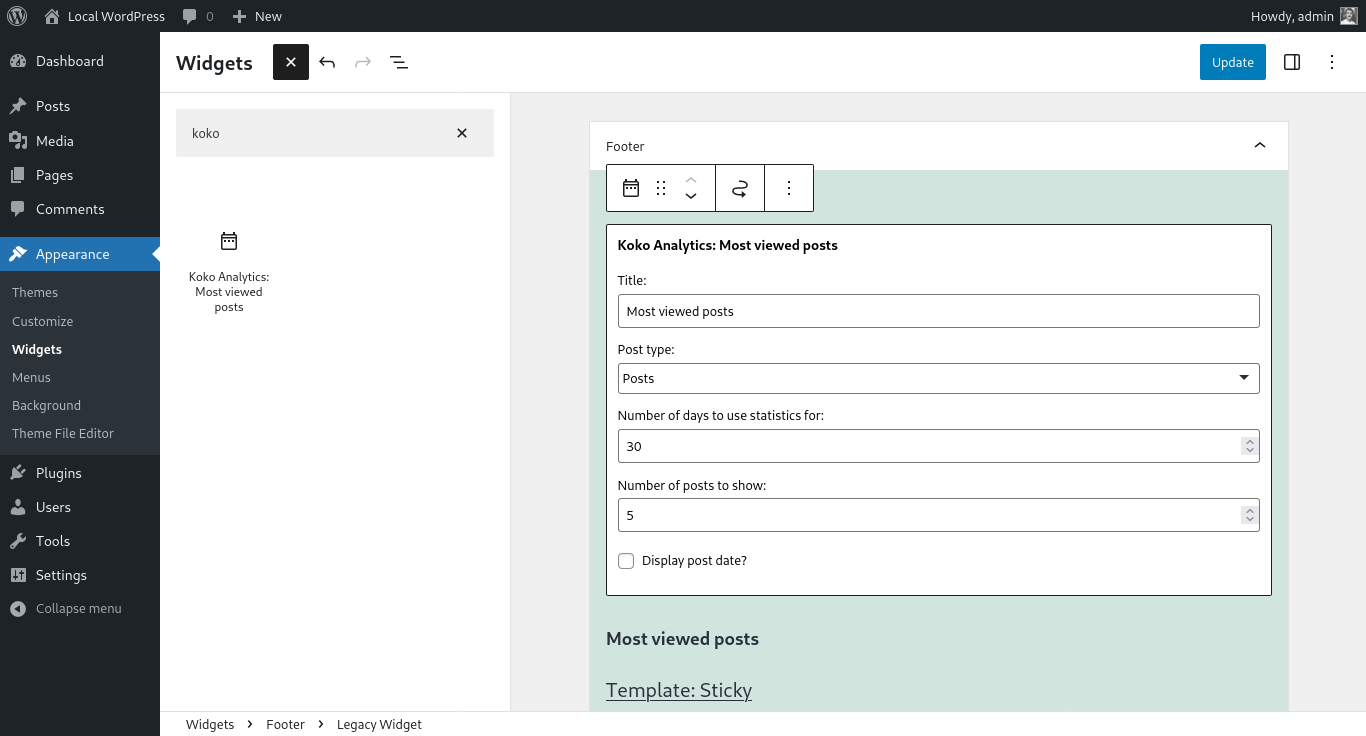 Local WordPress
0
New
Howdy, admin
Dashboard
Posts
Media
Pages
Comments
Appearance
Themes
Customize
Widgets
Menus
Background
Theme File Editor
Plugins
Users
Tools
Settings
Collapse menu
Widgets
Update
koko
Koko Analytics:
Most viewed
posts
Footer
Koko Analytics: Most viewed posts
Title:
Most viewed posts
Post type:
Posts
Number of days to use statistics for:
30
Number of posts to show:
5
Display post date?
Most viewed posts
Template: Sticky
Widgets > Footer > Legacy Widget